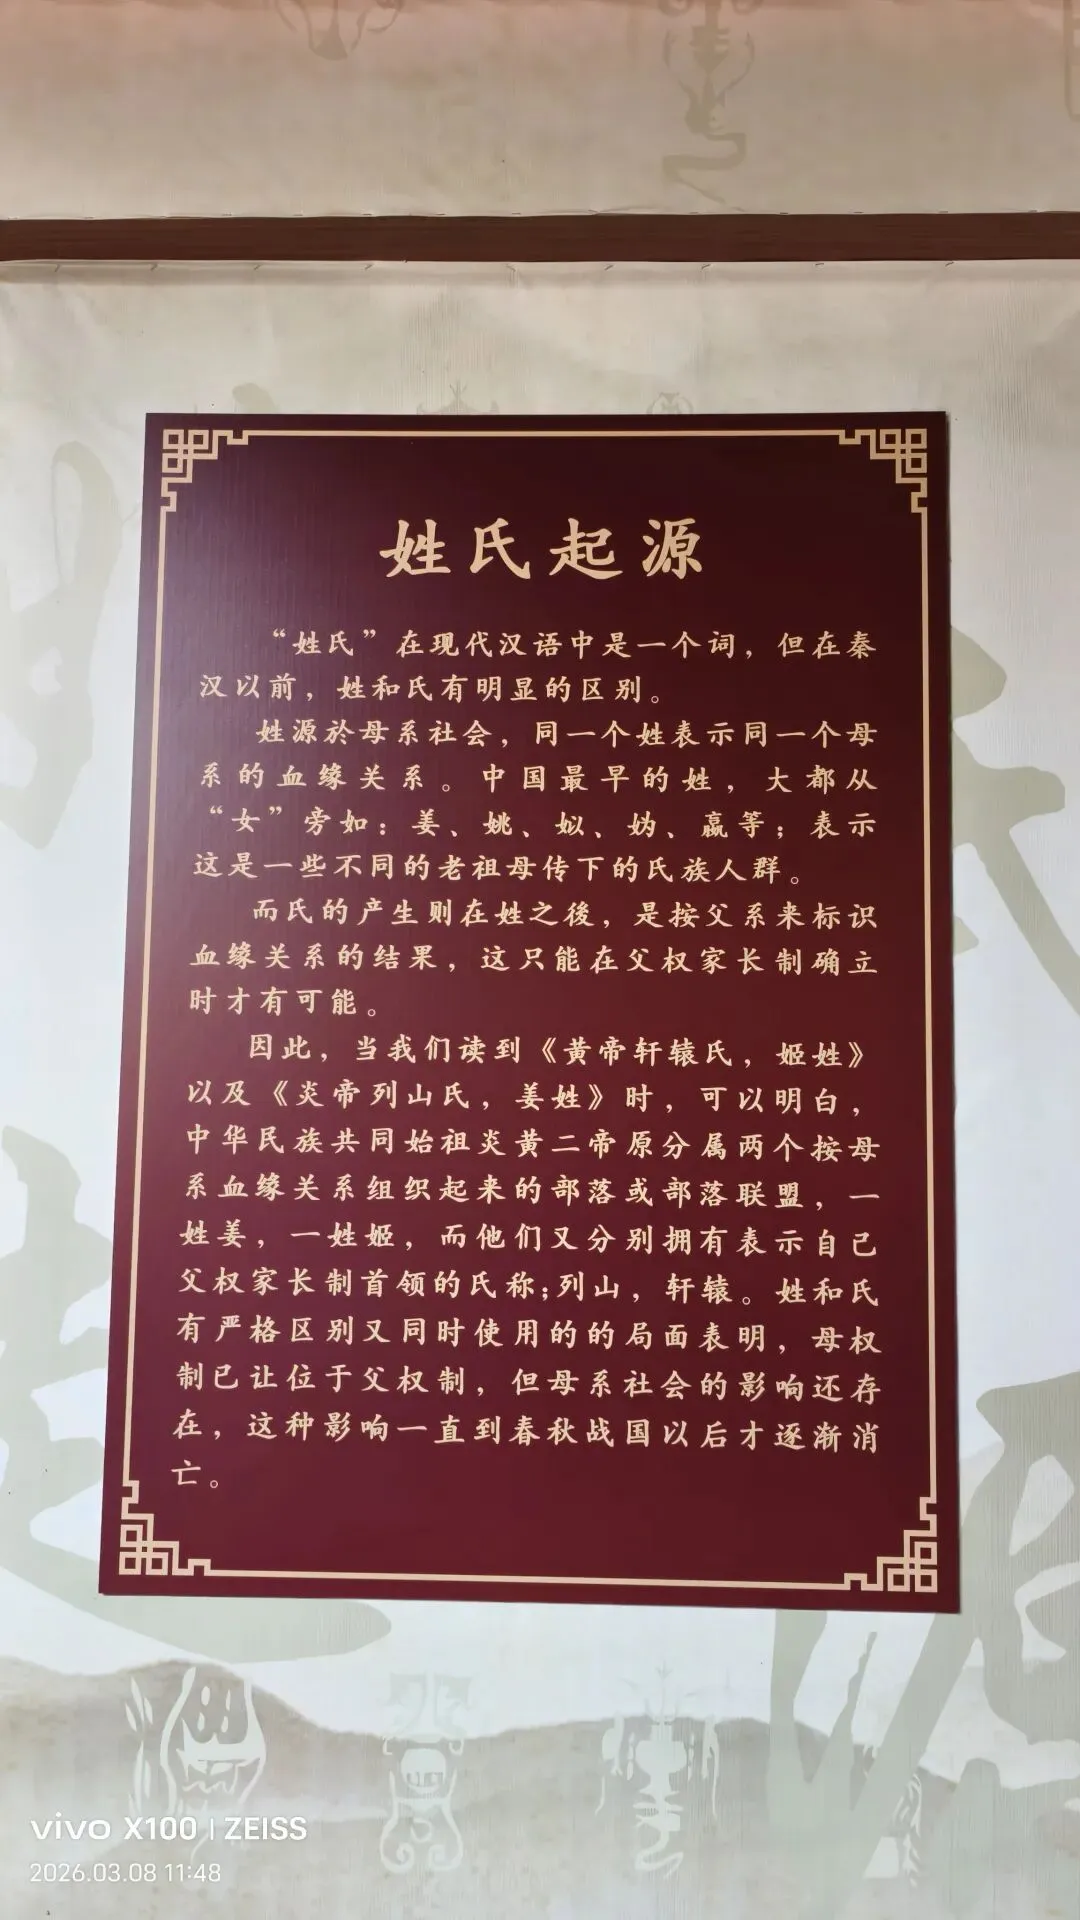 姓氏起源
“姓氏”在现代汉语中是一个词，但在秦
汉以前，姓和氏有明显的区别。
姓源於母系社会，同一个姓表示同一个母
系的血缘关系。中国最早的姓，大都从
“女”旁如：姜、姚、姒、妫、嬴等；表示
这是一些不同的老祖母传下的氏族人群。
而氏的产生则在姓之後，是按父系来标识
血缘关系的结果，这只能在父权家长制确立
时才有可能。
因此，当我们读到《黄帝轩辕氏，姬姓》
以及《炎帝列山氏，姜姓》时，可以明白，
中华民族共同始祖炎黄二帝原分属两个按母
系血缘关系组织起来的部落或部落联盟，一
姓姜，一姓姬，而他们又分别拥有表示自己
父权家长制首领的氏称;列山，轩辕。姓和氏
有严格区别又同时使用的的局面表明，母权
制已让位于父权制，但母系社会的影响还存
在，这种影响一直到春秋战国以后才逐渐消
亡。
vivo X100 | ZEISS
2026.03.08 11:48